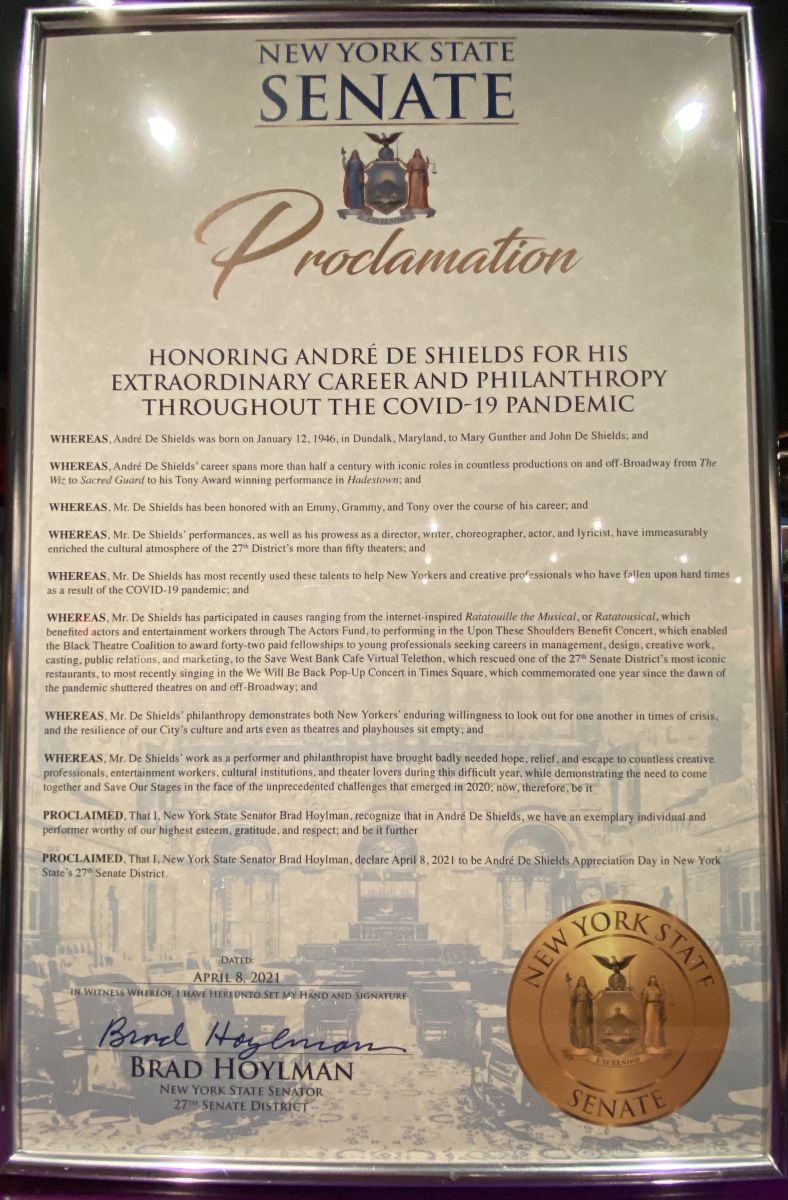 NEW YORK STATE
SENATE
EXCELSIOR
Proclamation
HONORING ANDRÉ DE SHIELDS FOR HIS
EXTRAORDINARY CAREER AND PHILANTHROPY
THROUGHOUT THE COVID-19 PANDEMIC
WHEREAS, André De Shields was born on January 12, 1946, in Dundalk, Maryland, to Mary Gunther and John De Shields; and
WHEREAS, André De Shields' career spans more than half a century with iconic roles in countless productions on and off-Broadway from The
Wiz to Sacred Guard to his Tony Award winning performance in Hadestown; and
WHEREAS, Mr. De Shields has been honored with an Emmy, Grammy, and Tony over the course of his career; and
WHEREAS, Mr. De Shields' performances, as well as his prowess as a director, writer, choreographer, actor, and lyricist, have immeasurably
enriched the cultural atmosphere of the 27th District's more than fifty theaters; and
WHEREAS, Mr. De Shields has most recently used these talents to help New Yorkers and creative professionals who have fallen upon hard times
as a result of the COVID-19 pandemic; and
WHEREAS, Mr. De Shields has participated in causes ranging from the internet-inspired Ratatouille the Musical, or Ratatousical, which
benefited actors and entertainment workers through The Actors Fund, to performing in the Upon These Shoulders Benefit Concert, which enabled
the Black Theatre Coalition to award forty-two paid fellowships to young professionals seeking careers in management, design, creative work,
casting, public relations, and marketing, to the Save West Bank Cafe Virtual Telethon, which rescued one of the 27th Senate District's most iconic
restaurants, to most recently singing in the We Will Be Back Pop-Up Concert in Times Square, which commemorated one year since the dawn of
the pandemic shuttered theatres on and off-Broadway; and
WHEREAS, Mr. De Shields' philanthropy demonstrates both New Yorkers' enduring willingness to look out for one another in times of crisis,
and the resilience of our City's culture and arts even as theatres and playhouses sit empty; and
WHEREAS, Mr. De Shields' work as a performer and philanthropist have brought badly needed hope, relief, and escape to countless creative
professionals, entertainment workers, cultural institutions, and theater lovers during this difficult year, while demonstrating the need to come
together and Save Our Stages in the face of the unprecedented challenges that emerged in 2020; now, therefore, be it
PROCLAIMED, That I, New York State Senator Brad Hoylman, recognize that in André De Shields, we have an exemplary individual and
performer worthy of our highest esteem, gratitude, and respect; and be it further
PROCLAIMED, That I, New York State Senator Brad Hoylman, declare April 8, 2021 to be André De Shields Appreciation Day in New York
State's 27th Senate District.
DATED:
APRIL 8, 2021
IN WITNESS WHEREOF, I HAVE HEREUNTO SET MY HAND AND SIGNATURE
Brad Hoylman
BRAD HOYLMAN
NEW YORK STATE SENATOR
27TH SENATE DISTRICT
NEW YORK STATE
EXCELSIOR
SENATE